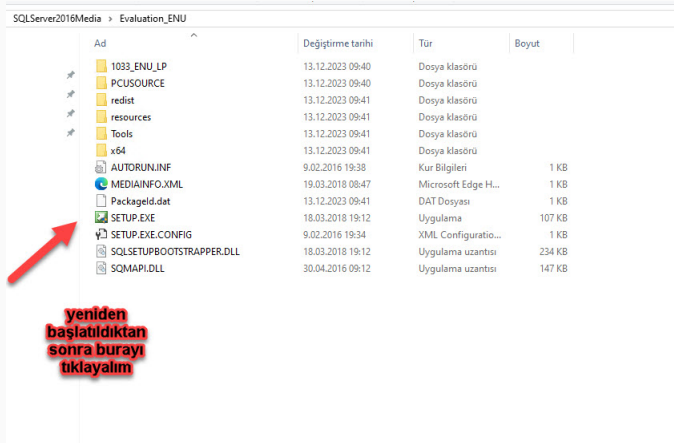 SQLServer2016Media › Evaluation_ENU
Ad Değiştirme tarihi Tür Boyut
1033_ENU_LP 13.12.2023 09:40 Dosya klasörü
PCUSOURCE 13.12.2023 09:40 Dosya klasörü
redist 13.12.2023 09:41 Dosya klasörü
resources 13.12.2023 09:41 Dosya klasörü
Tools 13.12.2023 09:41 Dosya klasörü
x64 13.12.2023 09:41 Dosya klasörü
AUTORUN.INF 9.02.2016 19:38 Kur Bilgileri 1 KB
MEDIAINFO.XML 19.03.2018 08:47 Microsoft Edge H... 1 KB
PackageId.dat 13.12.2023 09:41 DAT Dosyası 1 KB
SETUP.EXE 18.03.2018 19:12 Uygulama 107 KB
SETUP.EXE.CONFIG 9.02.2016 19:34 XML Configuratio... 1 KB
SQLSETUPBOOTSTRAPPER.DLL 18.03.2018 19:12 Uygulama uzantısı 234 KB
SQMAPI.DLL 30.04.2016 09:12 Uygulama uzantısı 147 KB
yeniden
başlatıldıktan
sonra burayı
tıklayalım